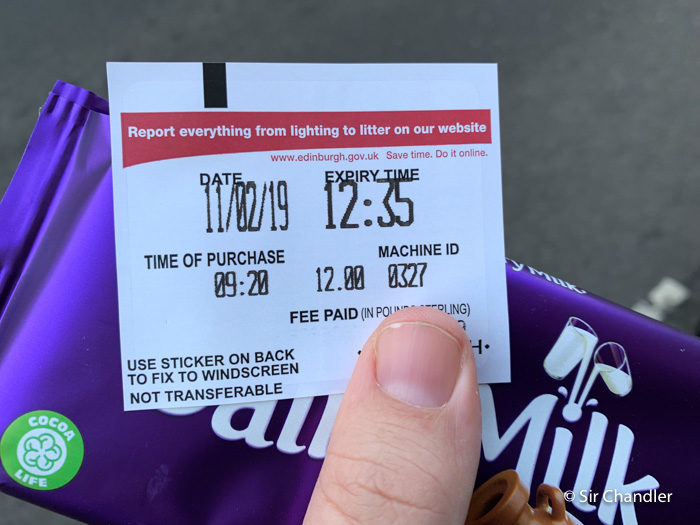 Report everything from lighting to litter on our website
www.edinburgh.gov.uk Save time. Do it online.
DATE EXPIRY TIME
11/02/19 12:35
TIME OF PURCHASE MACHINE ID
09:20 12.00 0327
FEE PAID (IN POUNDS STERLING)
USE STICKER ON BACK
TO FIX TO WINDSCREEN
NOT TRANSFERABLE
COCOA
LIFE
Milk
© Sir Chandler